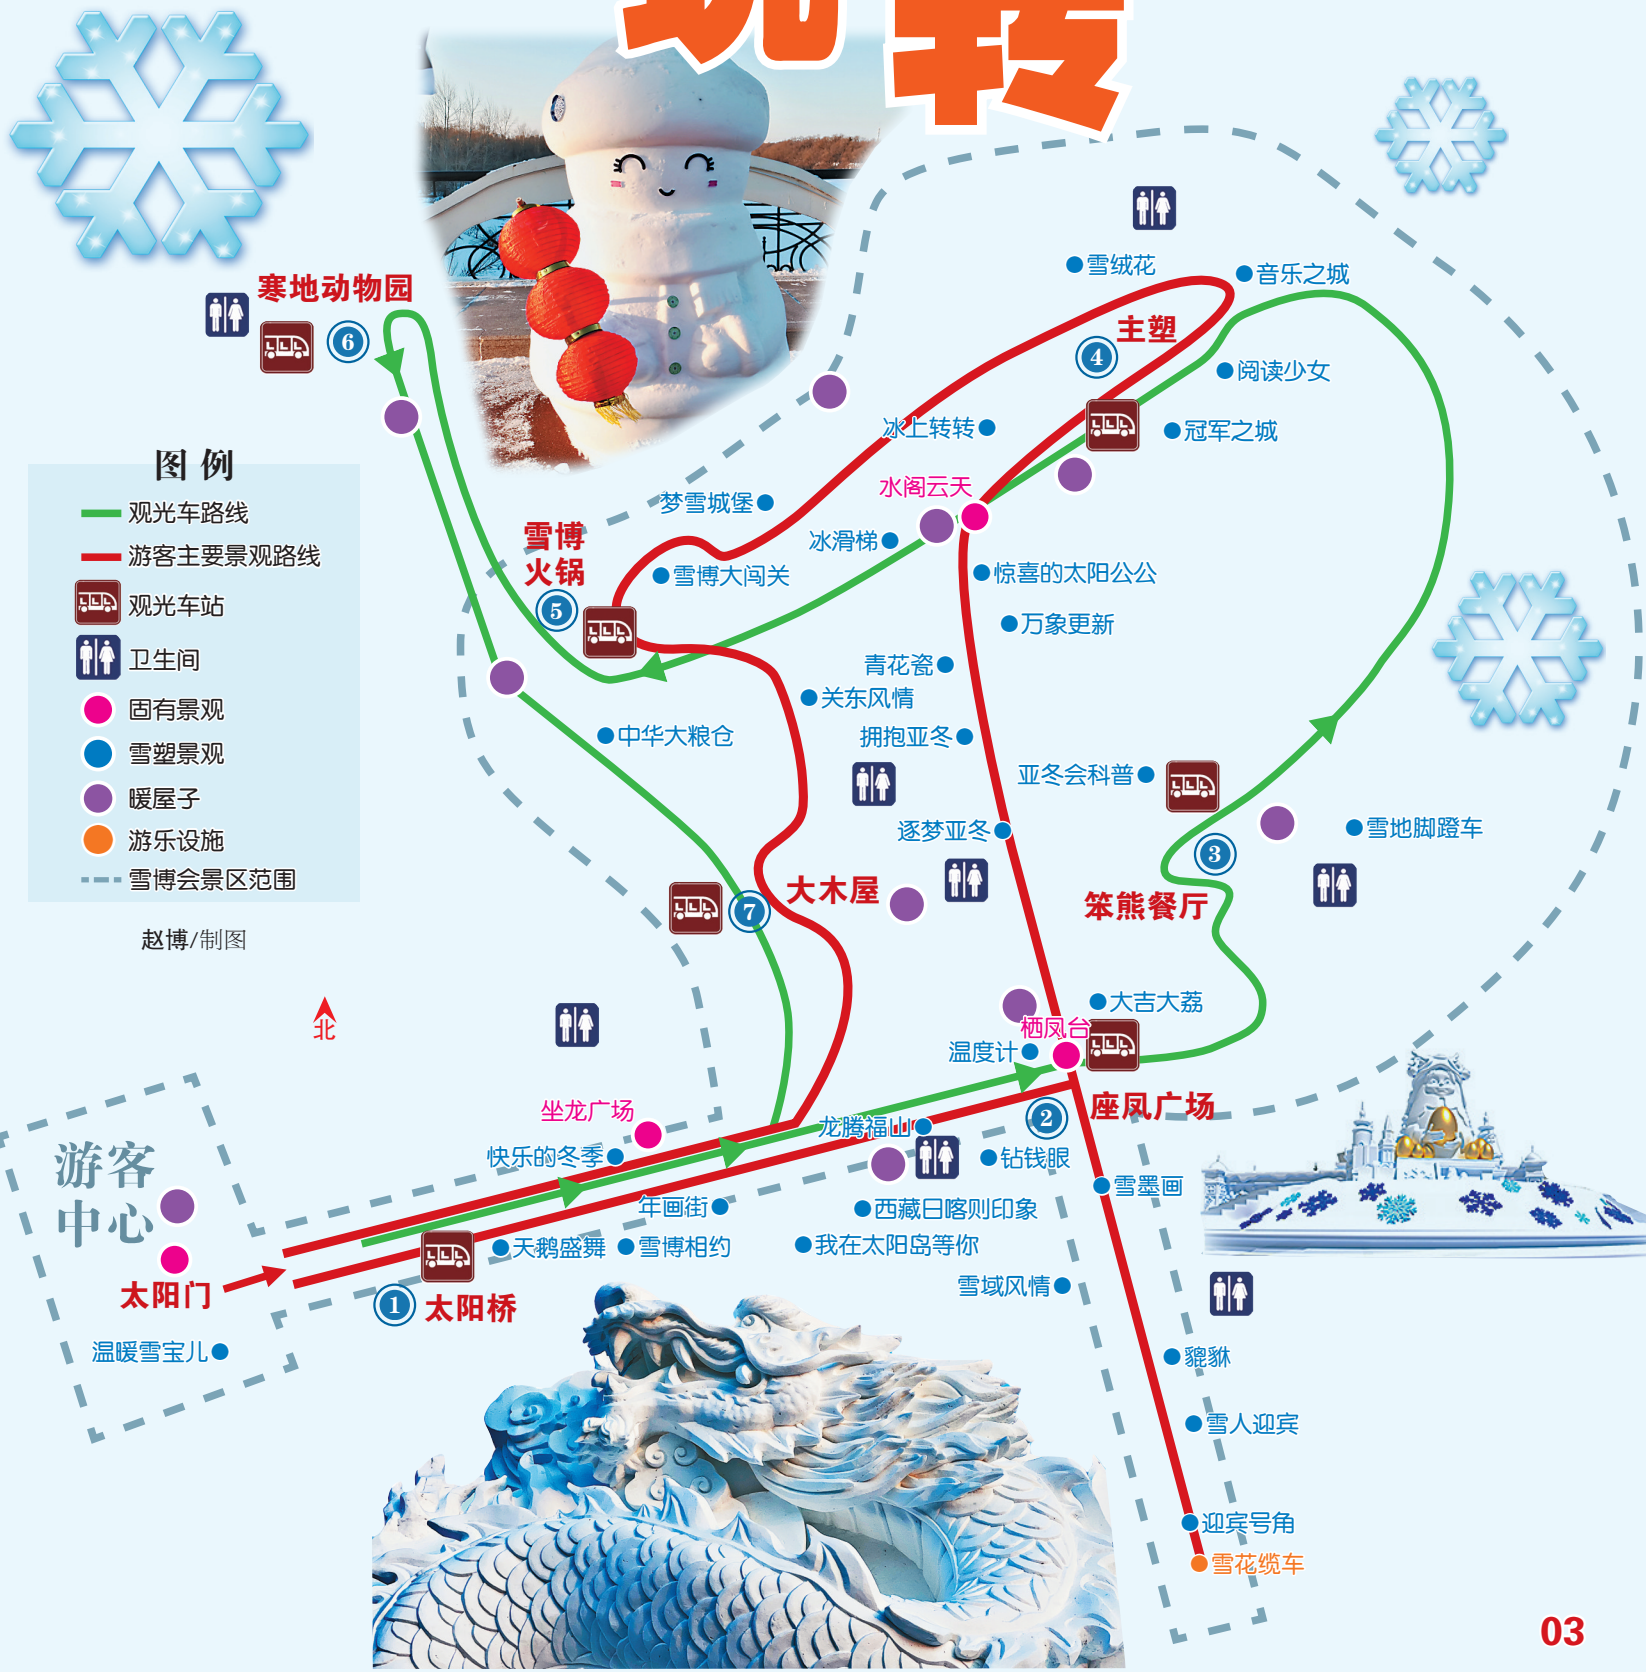 玩转
寒地动物园
6
雪绒花
音乐之城
主塑
4
阅读少女
冰上转转
冠军之城
图例
观光车路线
游客主要景观路线
观光车站
卫生间
固有景观
雪塑景观
暖屋子
游乐设施
雪博会景区范围
赵博/制图
北
水阁云天
梦雪城堡
雪博
火锅
5
冰滑梯
雪博大闯关
惊喜的太阳公公
万象更新
青花瓷
关东风情
中华大粮仓
拥抱亚冬
亚冬会科普
逐梦亚冬
雪地脚蹬车
3
大木屋
7
笨熊餐厅
大吉大荔
栖凤台
温度计
座凤广场
2
坐龙广场
龙腾福山
快乐的冬季
钻钱眼
游客
中心
雪墨画
年画街
西藏日喀则印象
天鹅盛舞
雪博相约
我在太阳岛等你
太阳门
1
太阳桥
雪域风情
温暖雪宝儿
貔貅
雪人迎宾
迎宾号角
雪花缆车
03